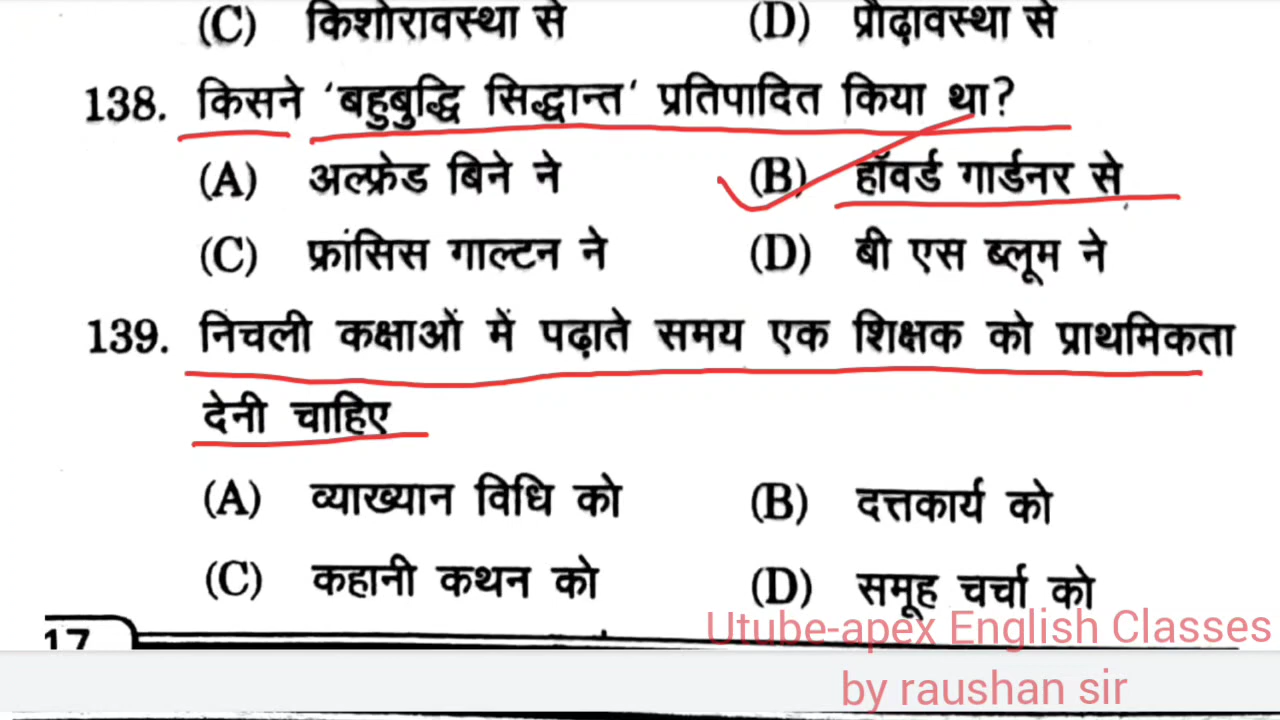 (C) किशोरावस्था से (D) प्रौढ़ावस्था से
138. किसने 'बहुबुद्धि सिद्धान्त' प्रतिपादित किया था?
(A) अल्फ्रेड बिने ने (B) हॉवर्ड गार्डनर से
(C) फ्रांसिस गाल्टन ने (D) बी एस ब्लूम ने
139. निचली कक्षाओं में पढ़ाते समय एक शिक्षक को प्राथमिकता
देनी चाहिए
(A) व्याख्यान विधि को (B) दत्तकार्य को
(C) कहानी कथन को (D) समूह चर्चा को
17
Utube-apex English Classes
by raushan sir